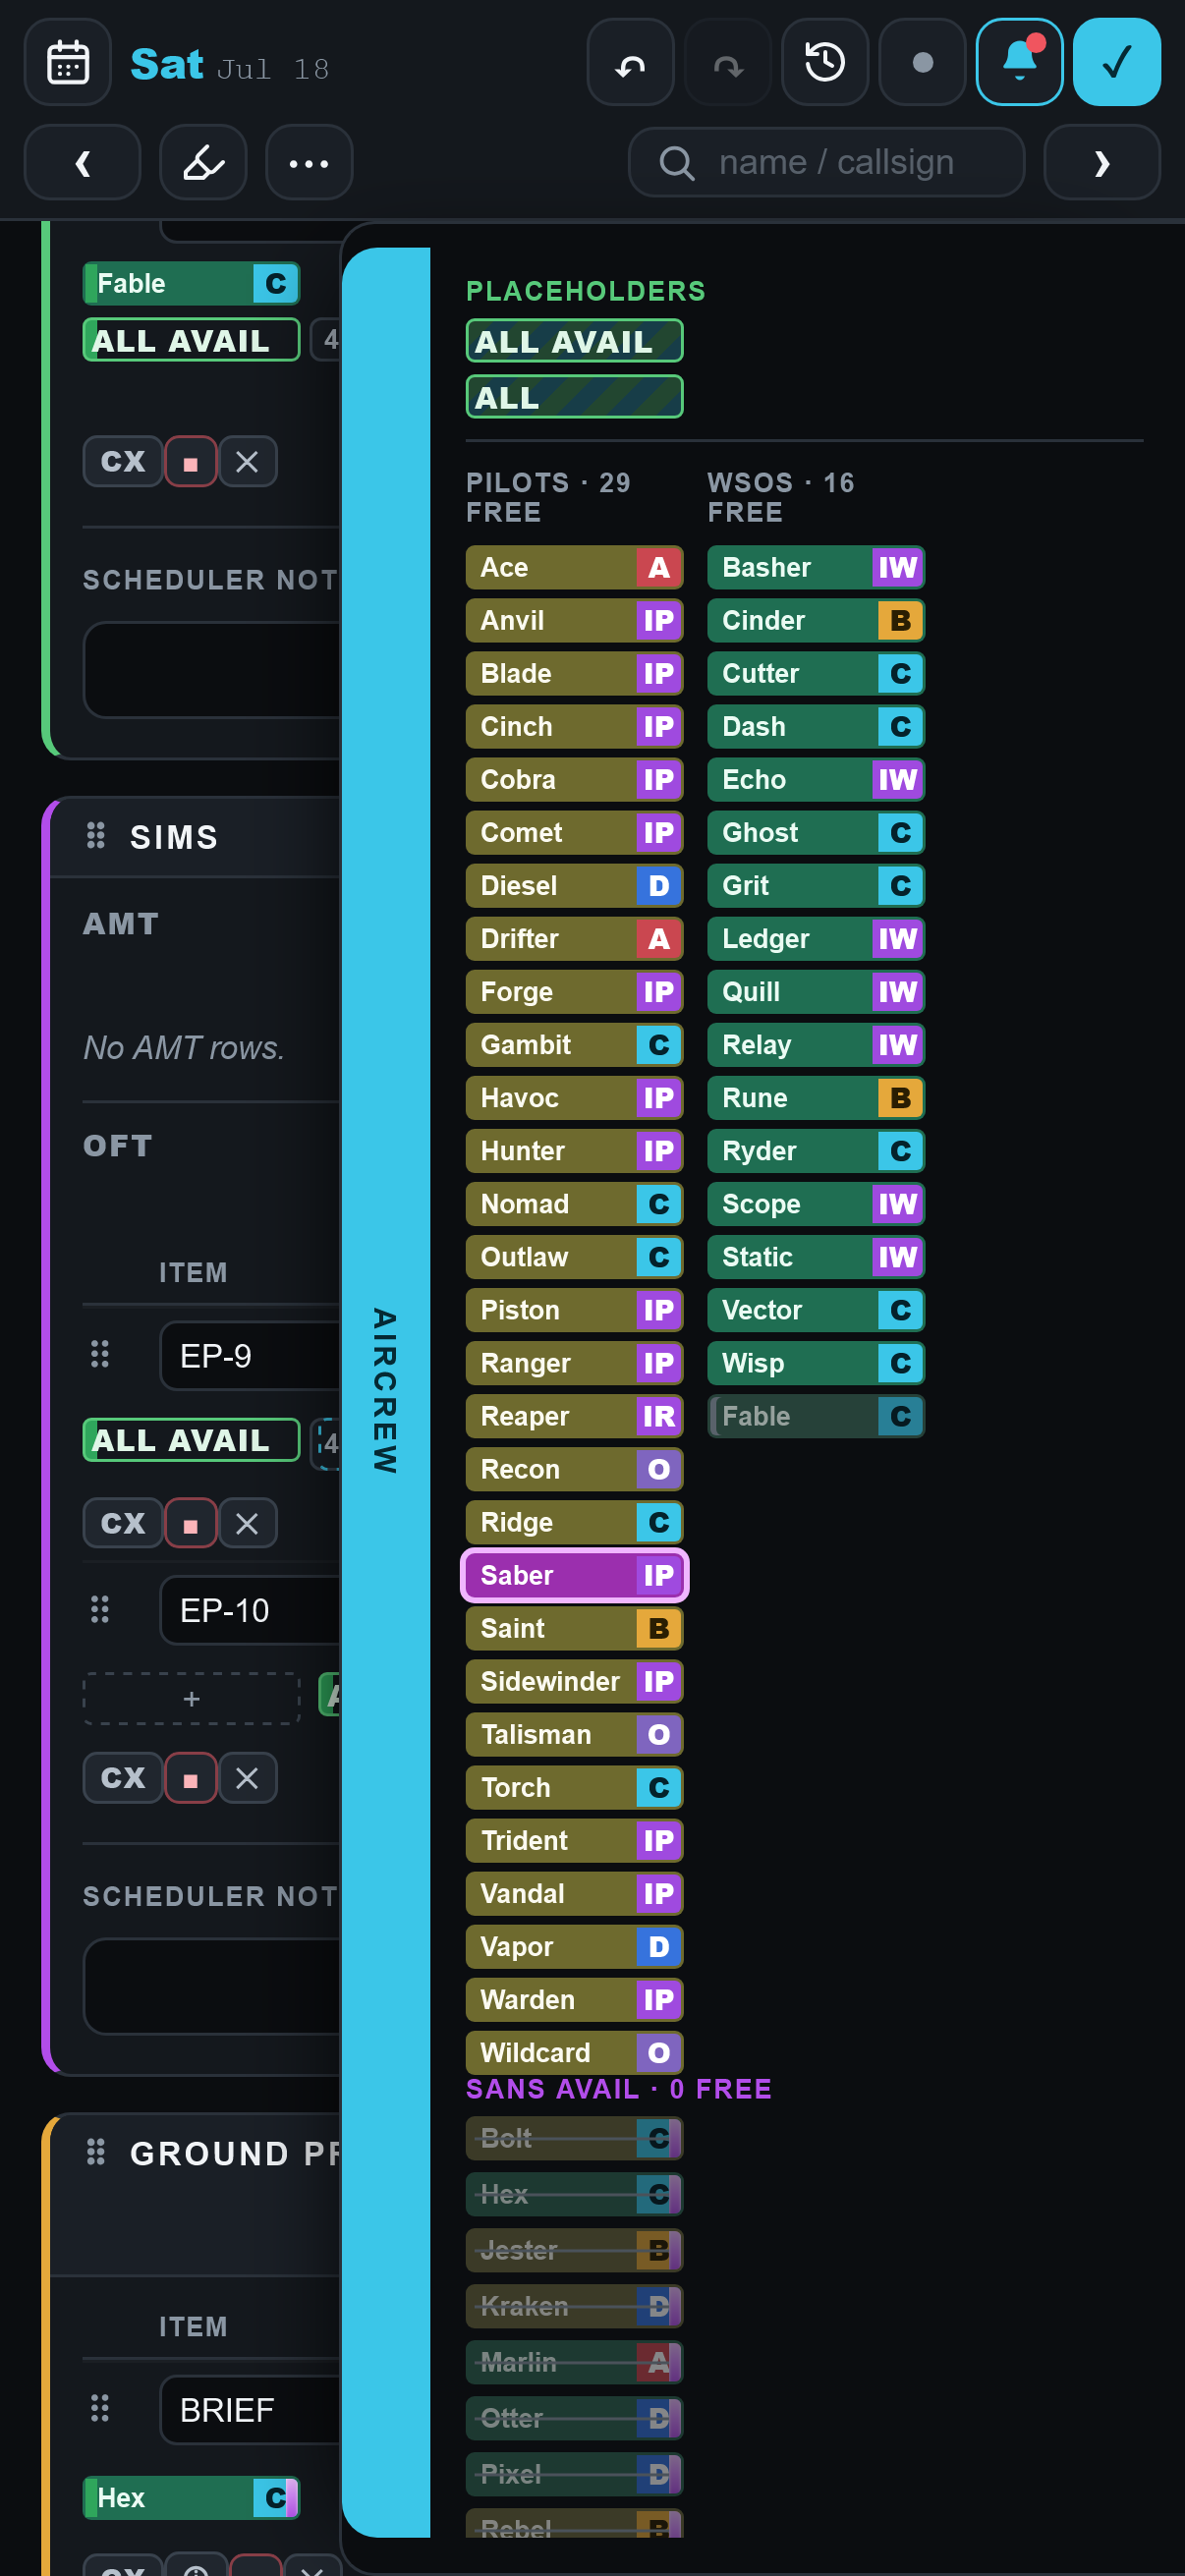 Sat Jul 18
name / callsign
Fable C
ALL AVAIL 4
CX
SCHEDULER NOT
SIMS
AMT
No AMT rows.
OFT
ITEM
EP-9
ALL AVAIL 4
CX
EP-10
+
CX
SCHEDULER NOT
GROUND PR
ITEM
BRIEF
Hex C
CX
AIRCREW
PLACEHOLDERS
ALL AVAIL
ALL
PILOTS · 29
FREE
Ace A
Anvil IP
Blade IP
Cinch IP
Cobra IP
Comet IP
Diesel D
Drifter A
Forge IP
Gambit C
Havoc IP
Hunter IP
Nomad C
Outlaw C
Piston IP
Ranger IP
Reaper IR
Recon O
Ridge C
Saber IP
Saint B
Sidewinder IP
Talisman O
Torch C
Trident IP
Vandal IP
Vapor D
Warden IP
Wildcard O
WSOS · 16
FREE
Basher IW
Cinder B
Cutter C
Dash C
Echo IW
Ghost C
Grit C
Ledger IW
Quill IW
Relay IW
Rune B
Ryder C
Scope IW
Static IW
Vector C
Wisp C
Fable C
SANS AVAIL · 0 FREE
Bolt C
Hex C
Jester B
Kraken D
Marlin A
Otter D
Pixel D
Rebel B